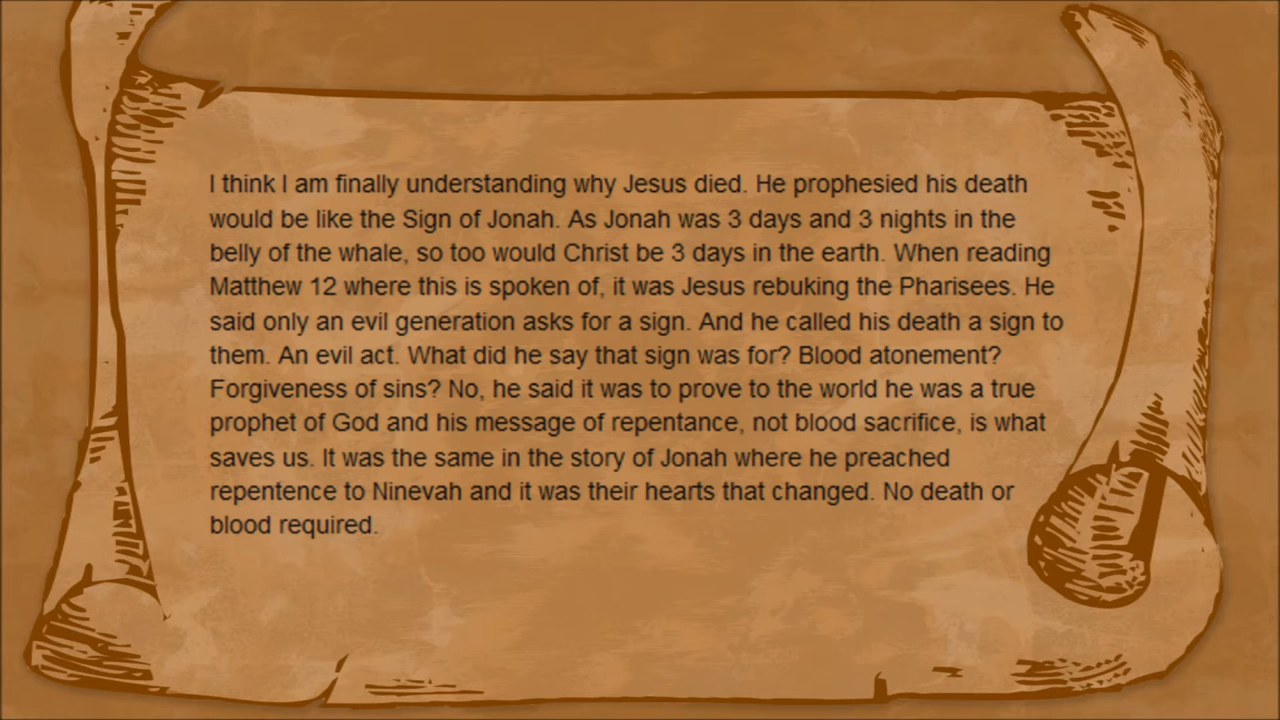 I think I am finally understanding why Jesus died. He prophesied his death
would be like the Sign of Jonah. As Jonah was 3 days and 3 nights in the
belly of the whale, so too would Christ be 3 days in the earth. When reading
Matthew 12 where this is spoken of, it was Jesus rebuking the Pharisees. He
said only an evil generation asks for a sign. And he called his death a sign to
them. An evil act. What did he say that sign was for? Blood atonement?
Forgiveness of sins? No, he said it was to prove to the world he was a true
prophet of God and his message of repentance, not blood sacrifice, is what
saves us. It was the same in the story of Jonah where he preached
repentence to Ninevah and it was their hearts that changed. No death or
blood required.